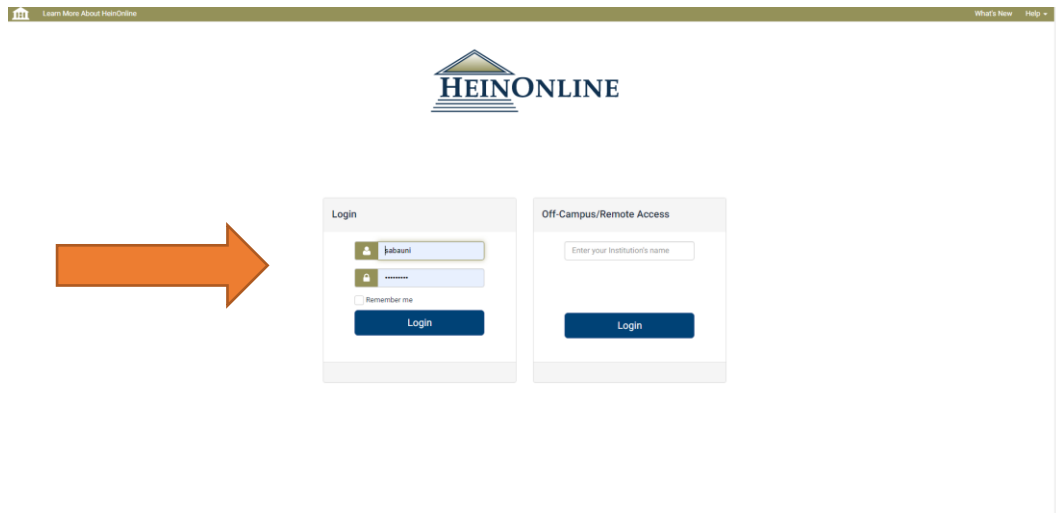 Learn More About HeinOnline
What's New Help
HEINONLINE
Login
sabauni
•••••••••
Remember me
Login
Off-Campus/Remote Access
Enter your Institution's name
Login